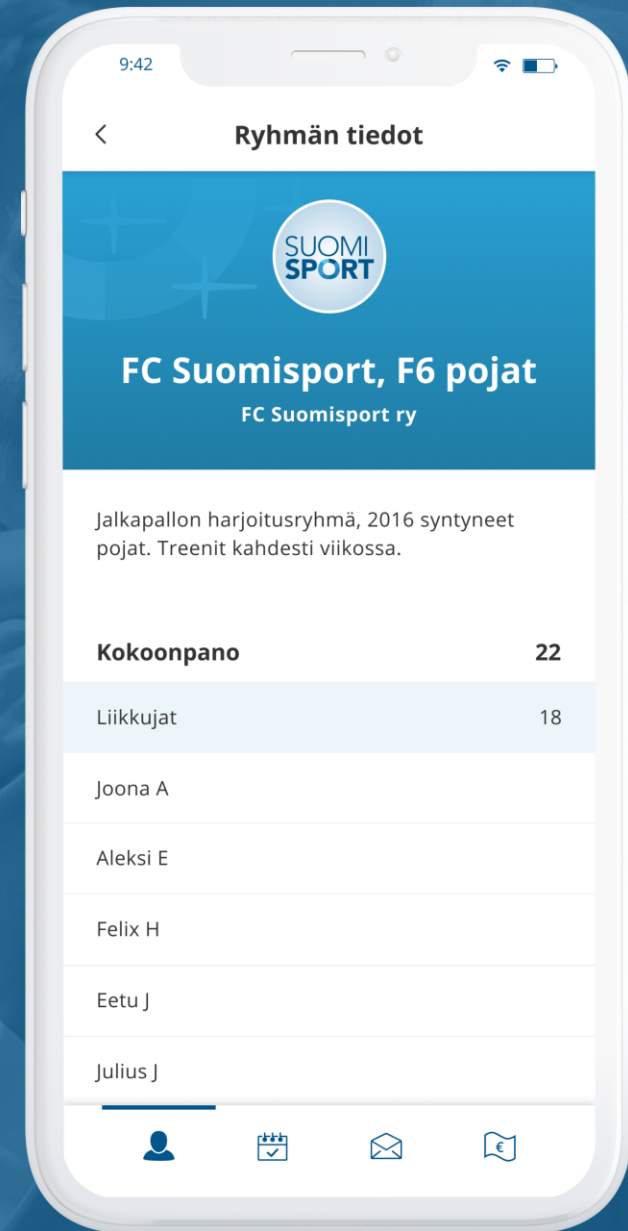 9:42
Ryhmän tiedot
SUOMI
SPORT
FC Suomisport, F6 pojat
FC Suomisport ry
Jalkapallon harjoitusryhmä, 2016 syntyneet
pojat. Treenit kahdesti viikossa.
Kokoonpano 22
Liikkujat 18
Joona A
Aleksi E
Felix H
Eetu J
Julius J
€